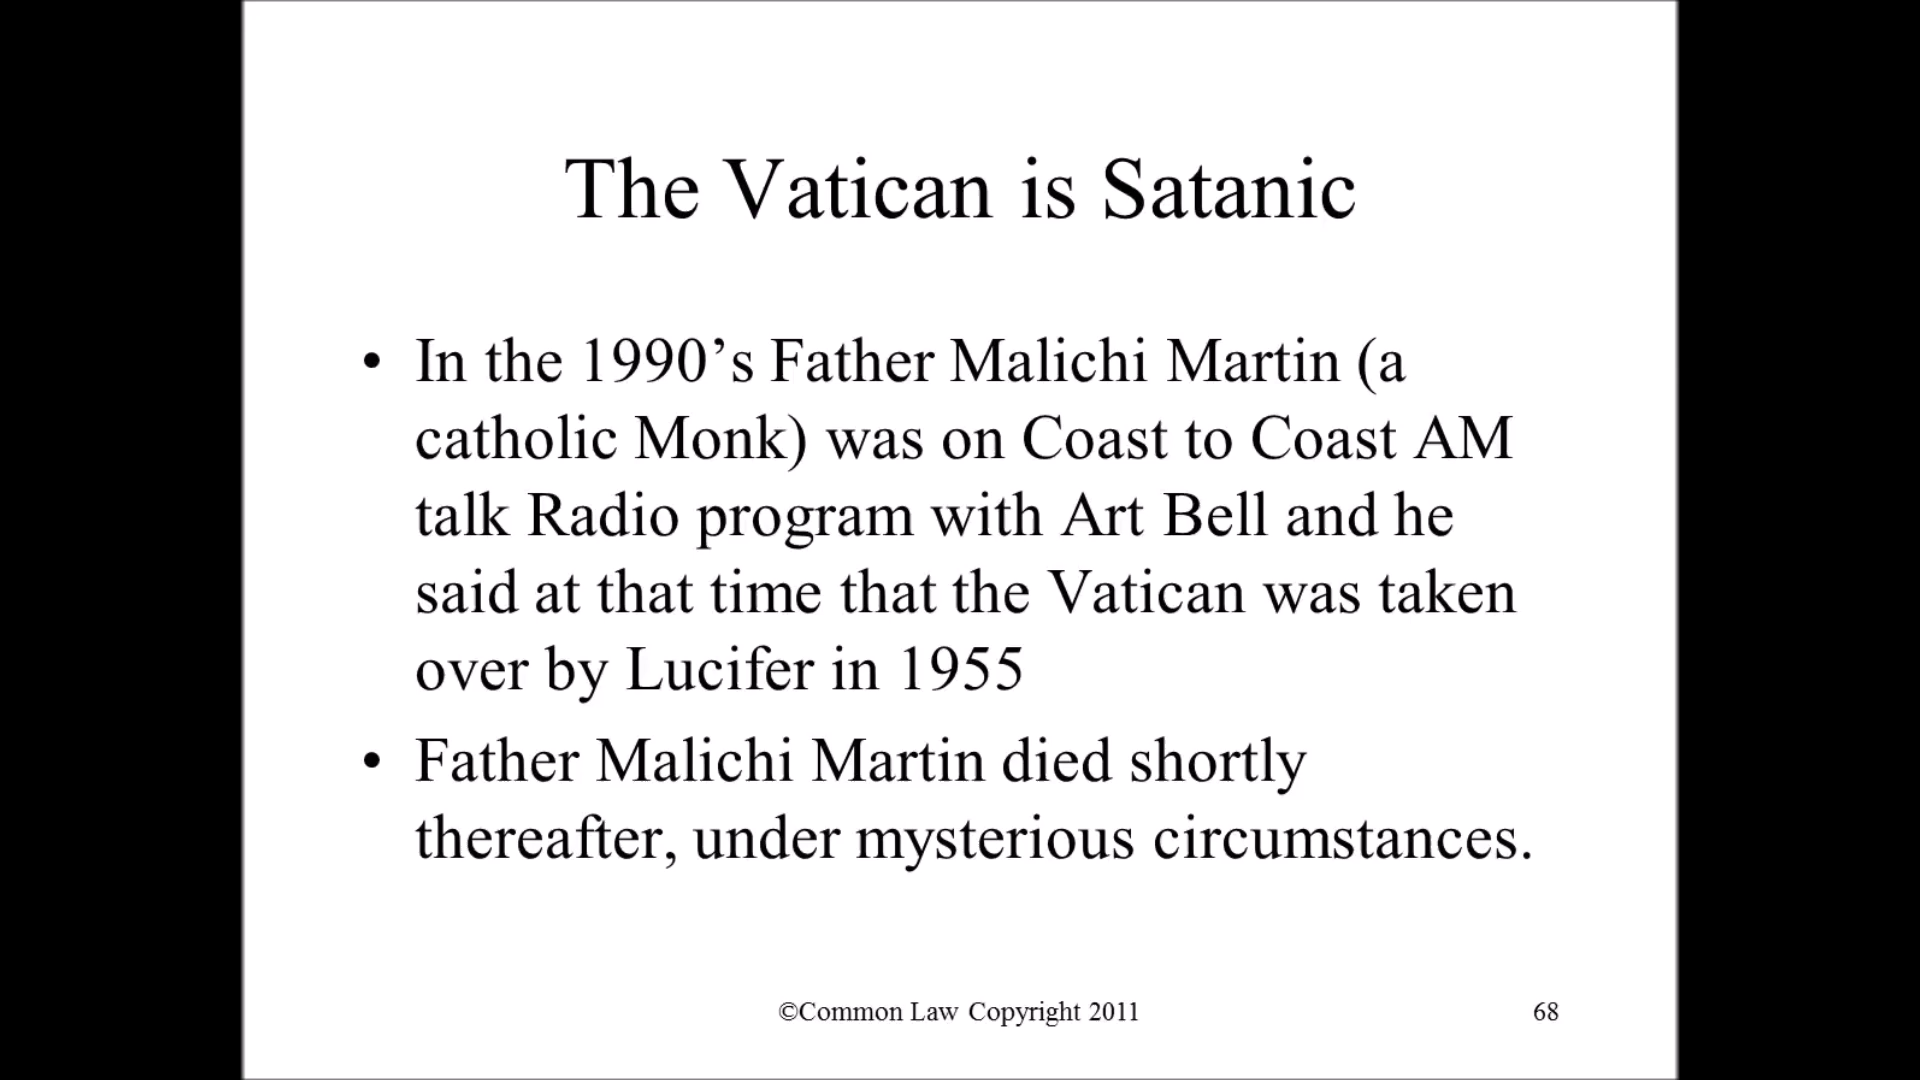 The Vatican is Satanic
• In the 1990’s Father Malichi Martin (a
catholic Monk) was on Coast to Coast AM
talk Radio program with Art Bell and he
said at that time that the Vatican was taken
over by Lucifer in 1955
• Father Malichi Martin died shortly
thereafter, under mysterious circumstances.
©Common Law Copyright 2011
68